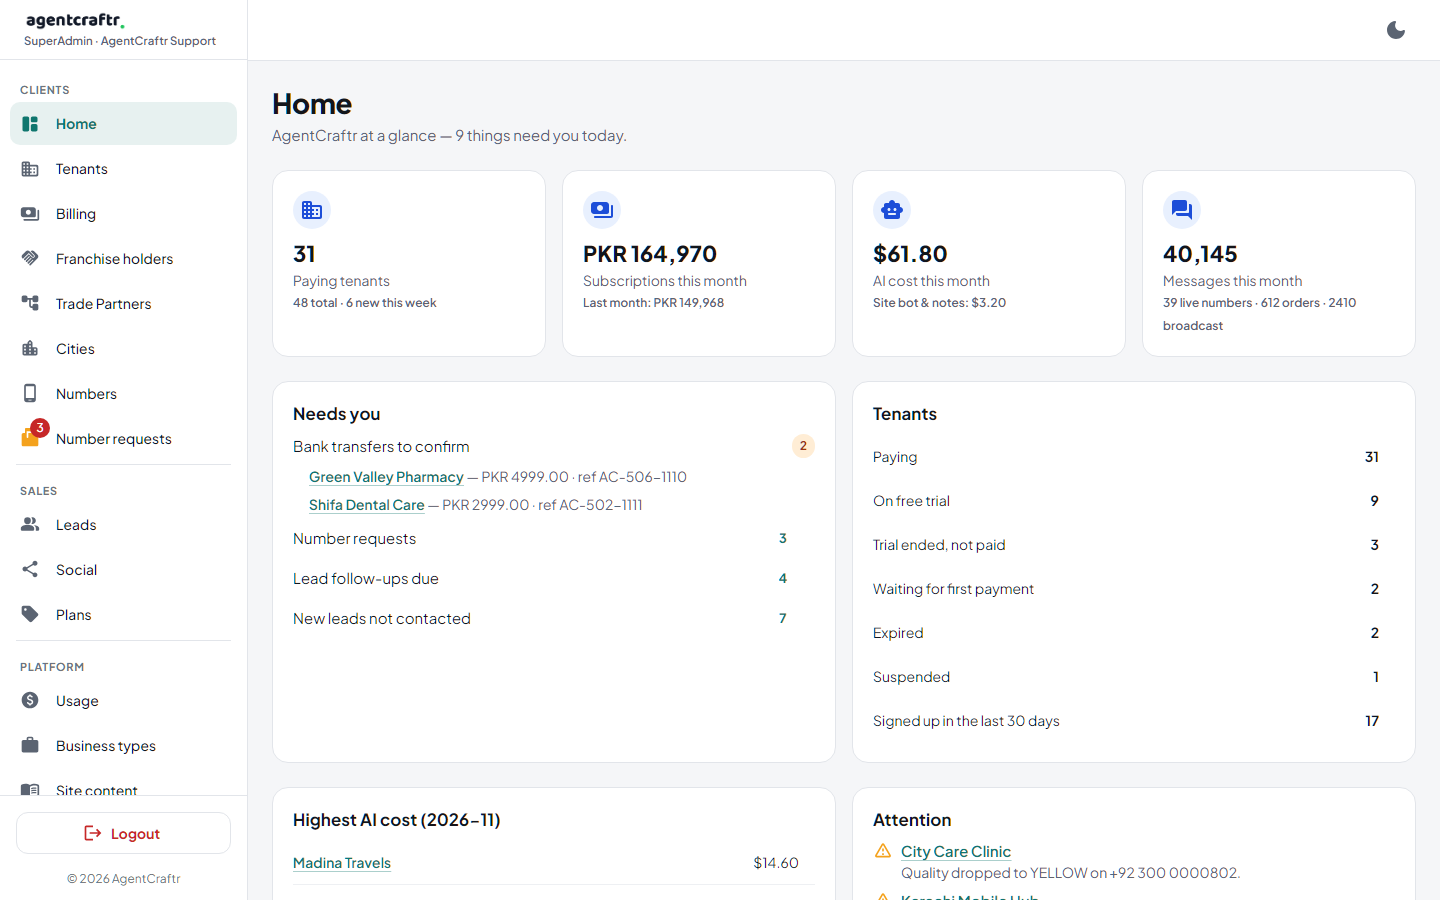 agentcraftr.
SuperAdmin · AgentCraftr Support
CLIENTS
Home
Tenants
Billing
Franchise holders
Trade Partners
Cities
Numbers
3
Number requests
SALES
Leads
Social
Plans
PLATFORM
Usage
Business types
Site content
Logout
© 2026 AgentCraftr
Home
AgentCraftr at a glance — 9 things need you today.
31
Paying tenants
48 total · 6 new this week
PKR 164,970
Subscriptions this month
Last month: PKR 149,968
$61.80
AI cost this month
Site bot & notes: $3.20
40,145
Messages this month
39 live numbers · 612 orders · 2410
broadcast
Needs you
Bank transfers to confirm 2
Green Valley Pharmacy — PKR 4999.00 · ref AC-506-1110
Shifa Dental Care — PKR 2999.00 · ref AC-502-1111
Number requests 3
Lead follow-ups due 4
New leads not contacted 7
Tenants
Paying 31
On free trial 9
Trial ended, not paid 3
Waiting for first payment 2
Expired 2
Suspended 1
Signed up in the last 30 days 17
Highest AI cost (2026-11)
Madina Travels $14.60
Attention
City Care Clinic
Quality dropped to YELLOW on +92 300 0000802.
Karachi Mobile Hub